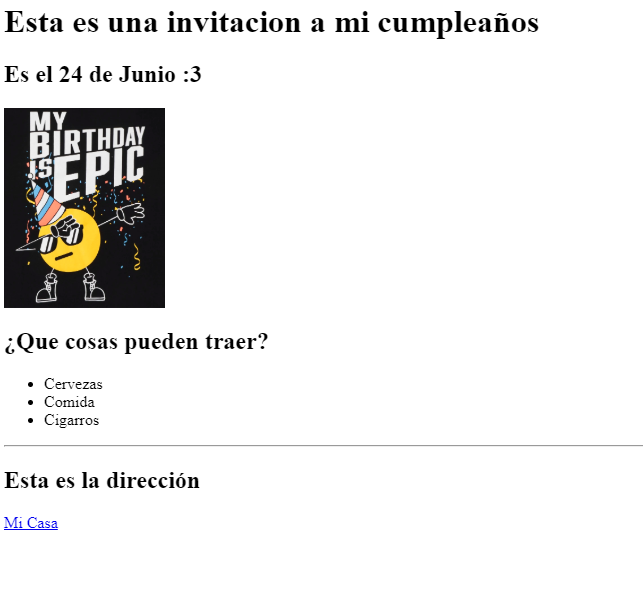 Esta es una invitacion a mi cumpleaños
Es el 24 de Junio :3
MY
BIRTHDAY
IS EPIC
¿Que cosas pueden traer?
Cervezas
Comida
Cigarros
Esta es la dirección
Mi Casa